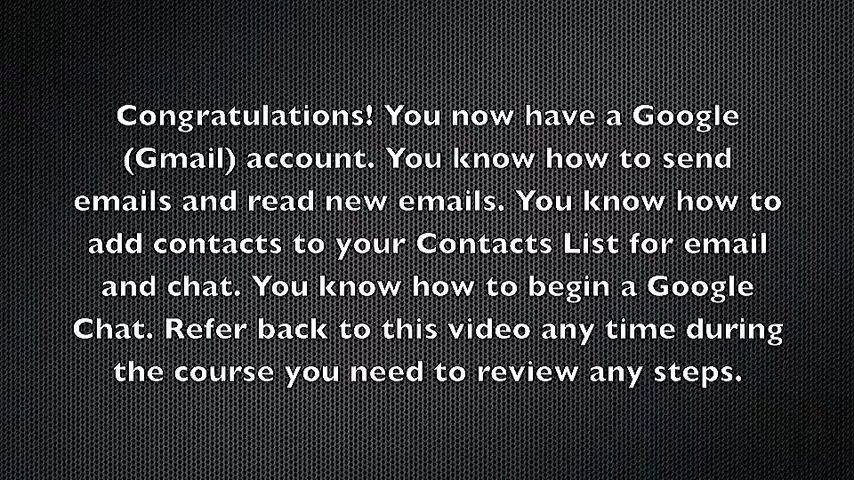 Congratulations! You now have a Google
(Gmail) account. You know how to send
emails and read new emails. You know how to
add contacts to your Contacts List for email
and chat. You know how to begin a Google
Chat. Refer back to this video any time during
the course you need to review any steps.